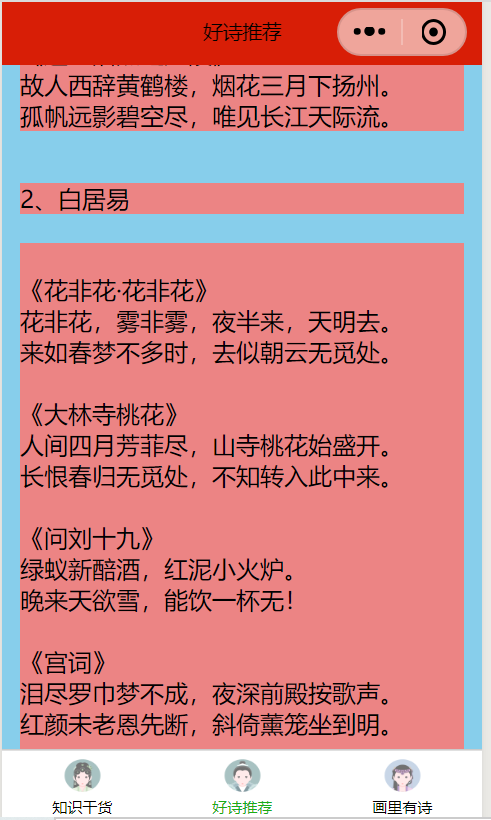 好诗推荐
故人西辞黄鹤楼，烟花三月下扬州。
孤帆远影碧空尽，唯见长江天际流。
2、白居易
《花非花·花非花》
花非花，雾非雾，夜半来，天明去。
来如春梦不多时，去似朝云无觅处。
《大林寺桃花》
人间四月芳菲尽，山寺桃花始盛开。
长恨春归无觅处，不知转入此中来。
《问刘十九》
绿蚁新醅酒，红泥小火炉。
晚来天欲雪，能饮一杯无！
《宫词》
泪尽罗巾梦不成，夜深前殿按歌声。
红颜未老恩先断，斜倚薰笼坐到明。
知识干货
好诗推荐
画里有诗